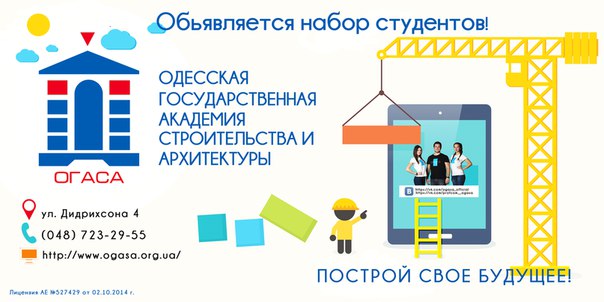 Обьявляется набор студентов!
ОДЕССКАЯ
ГОСУДАРСТВЕННАЯ
АКАДЕМИЯ
СТРОИТЕЛЬСТВА И
АРХИТЕКТУРЫ
ОГАСА
ул. Дидрихсона 4
(048) 723-29-55
http://www.ogasa.org.ua/
ПОСТРОЙ СВОЕ БУДУЩЕЕ!
Лицензия АЕ №527429 от 02.10.2014 г.